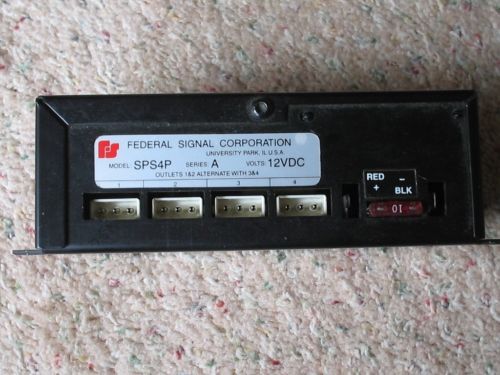 FEDERAL SIGNAL CORPORATION
UNIVERSITY PARK, IL U.S.A.
MODEL SPS4P SERIES A VOLTS 12VDC
OUTLETS 1&2 ALTERNATE WITH 3&4
1 2 3 4
RED −
+ BLK
10